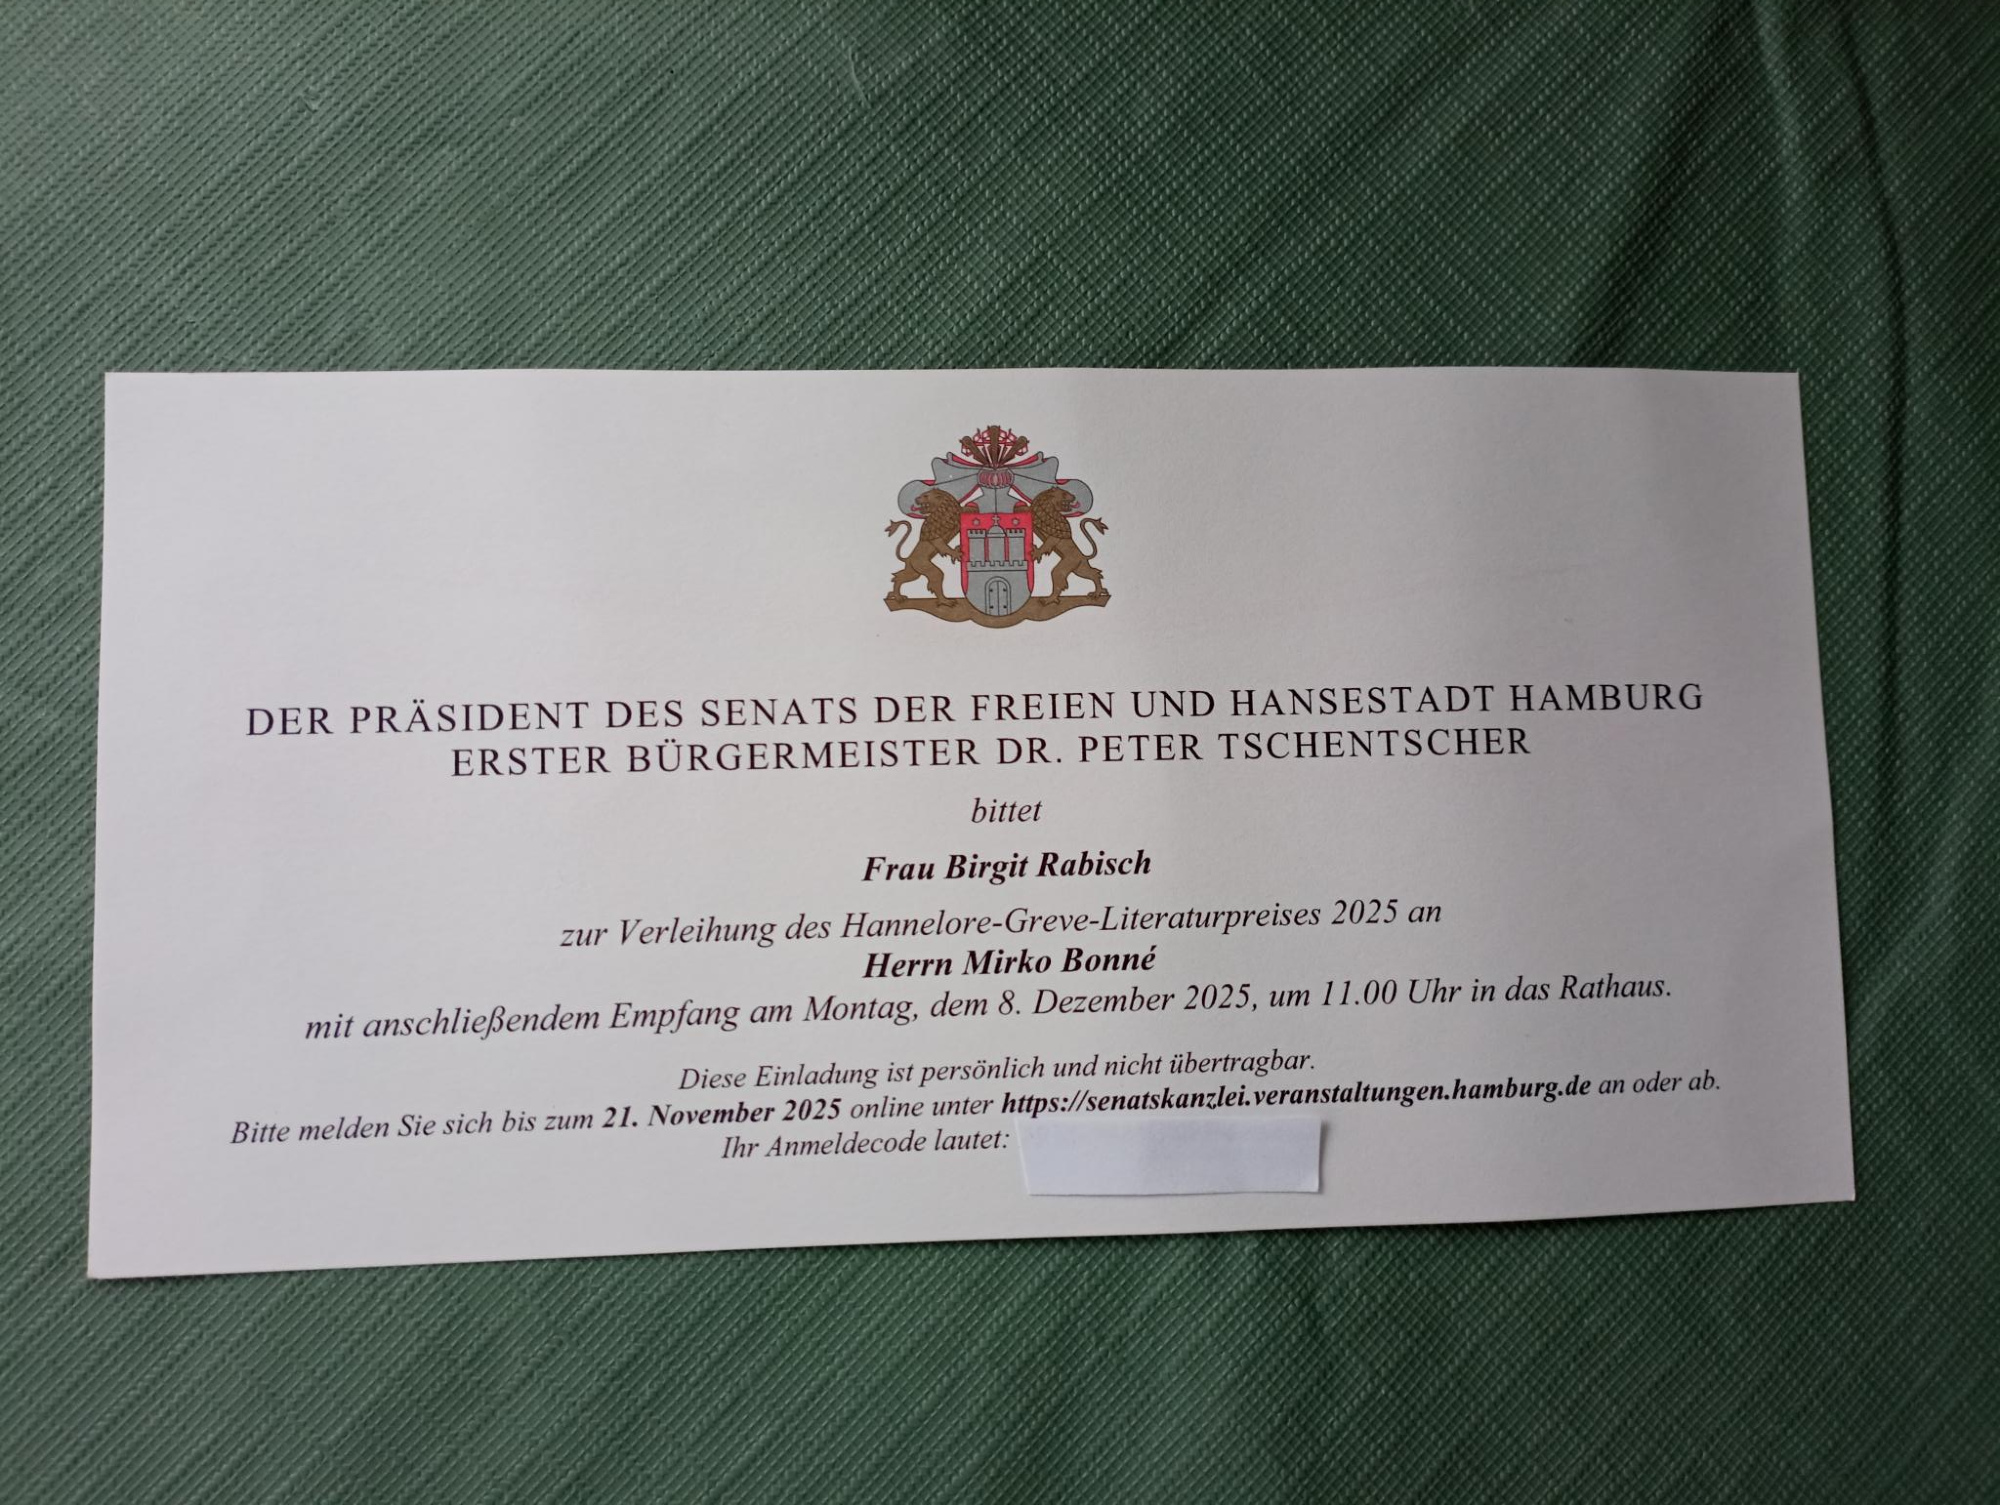 DER PRÄSIDENT DES SENATS DER FREIEN UND HANSESTADT HAMBURG
ERSTER BÜRGERMEISTER DR. PETER TSCHENTSCHER
bittet
Frau Birgit Rabisch
zur Verleihung des Hannelore-Greve-Literaturpreises 2025 an
Herrn Mirko Bonné
mit anschließendem Empfang am Montag, dem 8. Dezember 2025, um 11.00 Uhr in das Rathaus.
Diese Einladung ist persönlich und nicht übertragbar.
Bitte melden Sie sich bis zum 21. November 2025 online unter https://senatskanzlei.veranstaltungen.hamburg.de an oder ab.
Ihr Anmeldecode lautet: